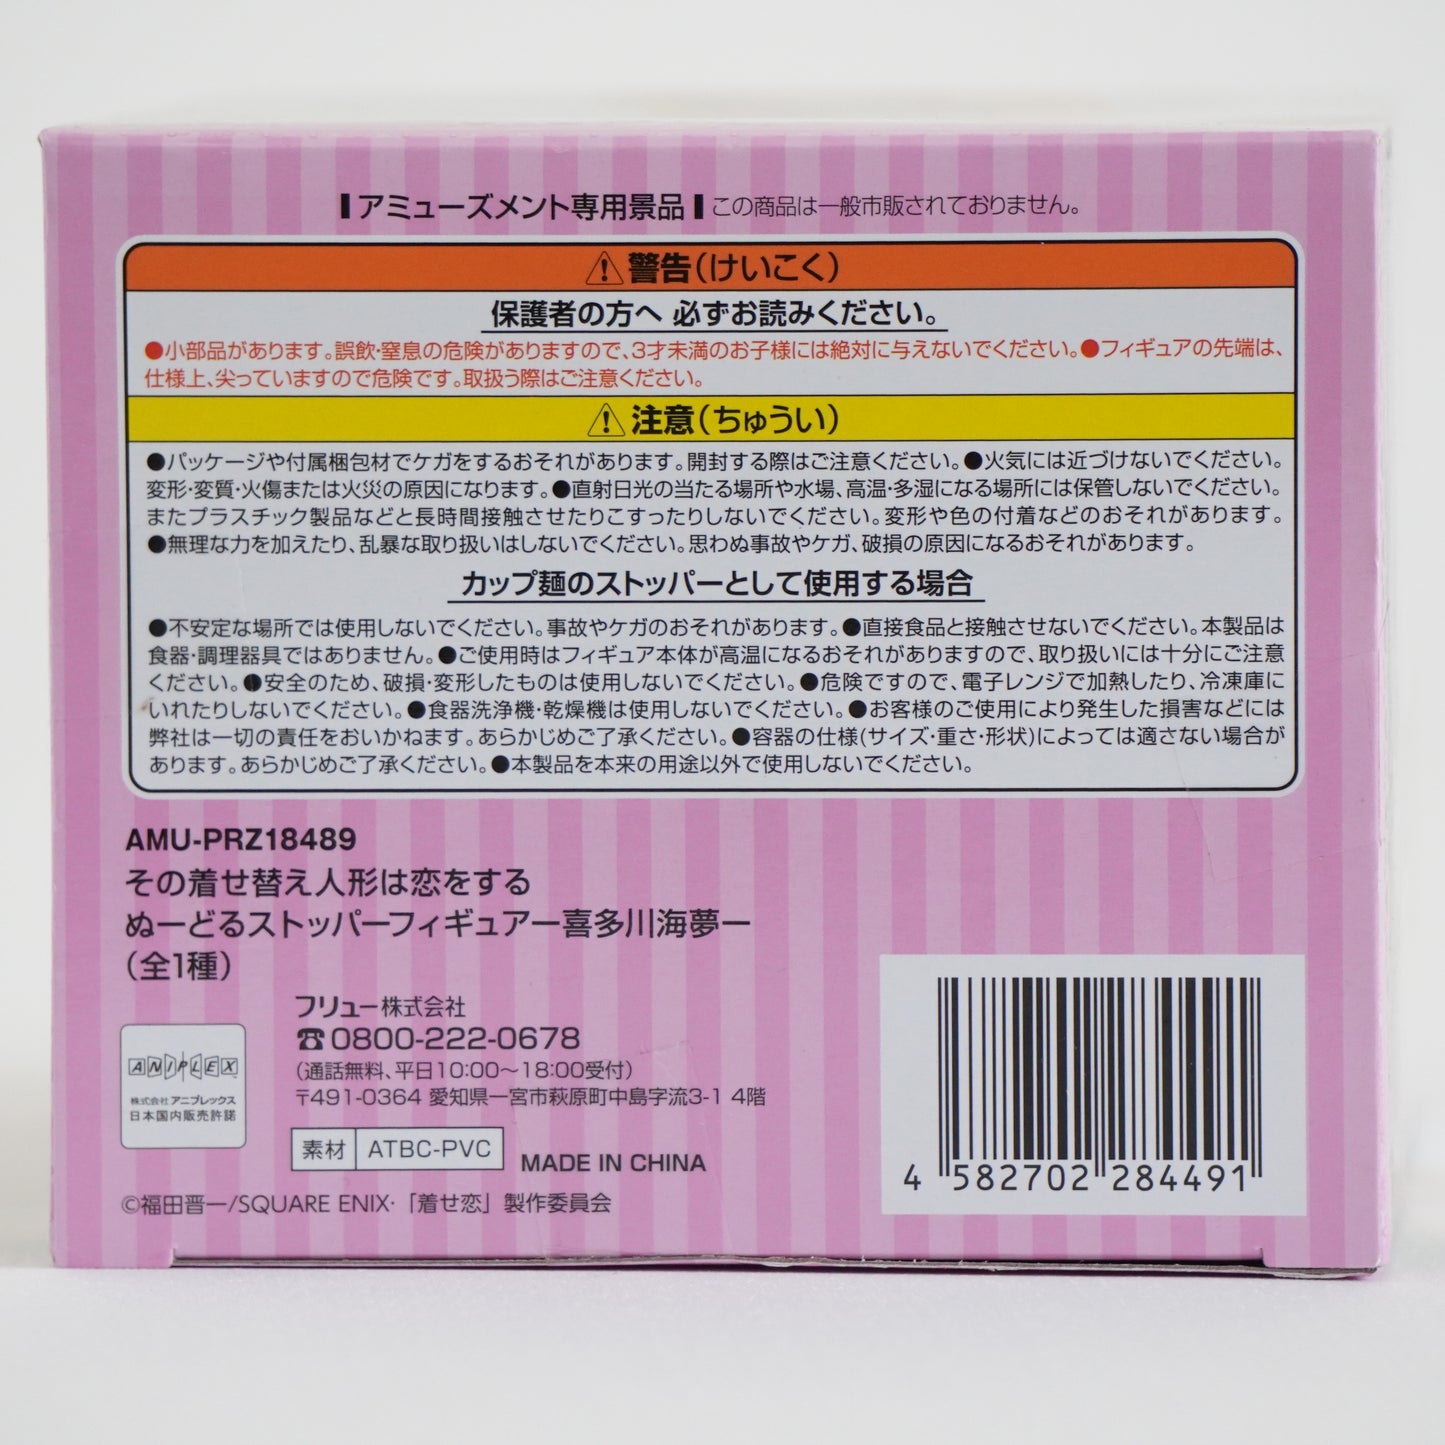 アミューズメント専用景品 この商品は一般市販されておりません。
警告(けいこく)
保護者の方へ 必ずお読みください。
●小部品があります。誤飲・窒息の危険がありますので、3才未満のお子様には絶対に与えないでください。●フィギュアの先端は、
仕様上、尖っていますので危険です。取扱う際はご注意ください。
注意(ちゅうい)
●パッケージや付属梱包材でケガをするおそれがあります。開封する際はご注意ください。●火気には近づけないでください。
変形・変質・火傷または火災の原因になります。●直射日光の当たる場所や水場、高温・多湿になる場所には保管しないでください。
またプラスチック製品などと長時間接触させたりこすったりしないでください。変形や色の付着などのおそれがあります。
●無理な力を加えたり、乱暴な取り扱いはしないでください。思わぬ事故やケガ、破損の原因になるおそれがあります。
カップ麺のストッパーとして使用する場合
●不安定な場所では使用しないでください。事故やケガのおそれがあります。●直接食品と接触させないでください。本製品は
食器・調理器具ではありません。●ご使用時はフィギュア本体が高温になるおそれがありますので、取り扱いには十分にご注意
ください。●安全のため、破損・変形したものは使用しないでください。●危険ですので、電子レンジで加熱したり、冷凍庫に
いれたりしないでください。●食器洗浄機・乾燥機は使用しないでください。●お客様のご使用により発生した損害などには
弊社は一切の責任をおいかねます。あらかじめご了承ください。●容器の仕様(サイズ・重さ・形状)によっては適さない場合が
あります。あらかじめご了承ください。●本製品を本来の用途以外で使用しないでください。
AMU-PRZ18489
その着せ替え人形は恋をする
ぬーどるストッパーフィギュアー喜多川海夢ー
(全1種)
フリュー株式会社
☎0800-222-0678
(通話無料、平日10:00〜18:00受付)
〒491-0364 愛知県一宮市萩原町中島字流3-1 4階
ANIPLEX
株式会社 アニプレックス
日本国内販売許諾
素材 ATBC-PVC MADE IN CHINA
©福田晋一/SQUARE ENIX・「着せ恋」製作委員会
4 582702 284491